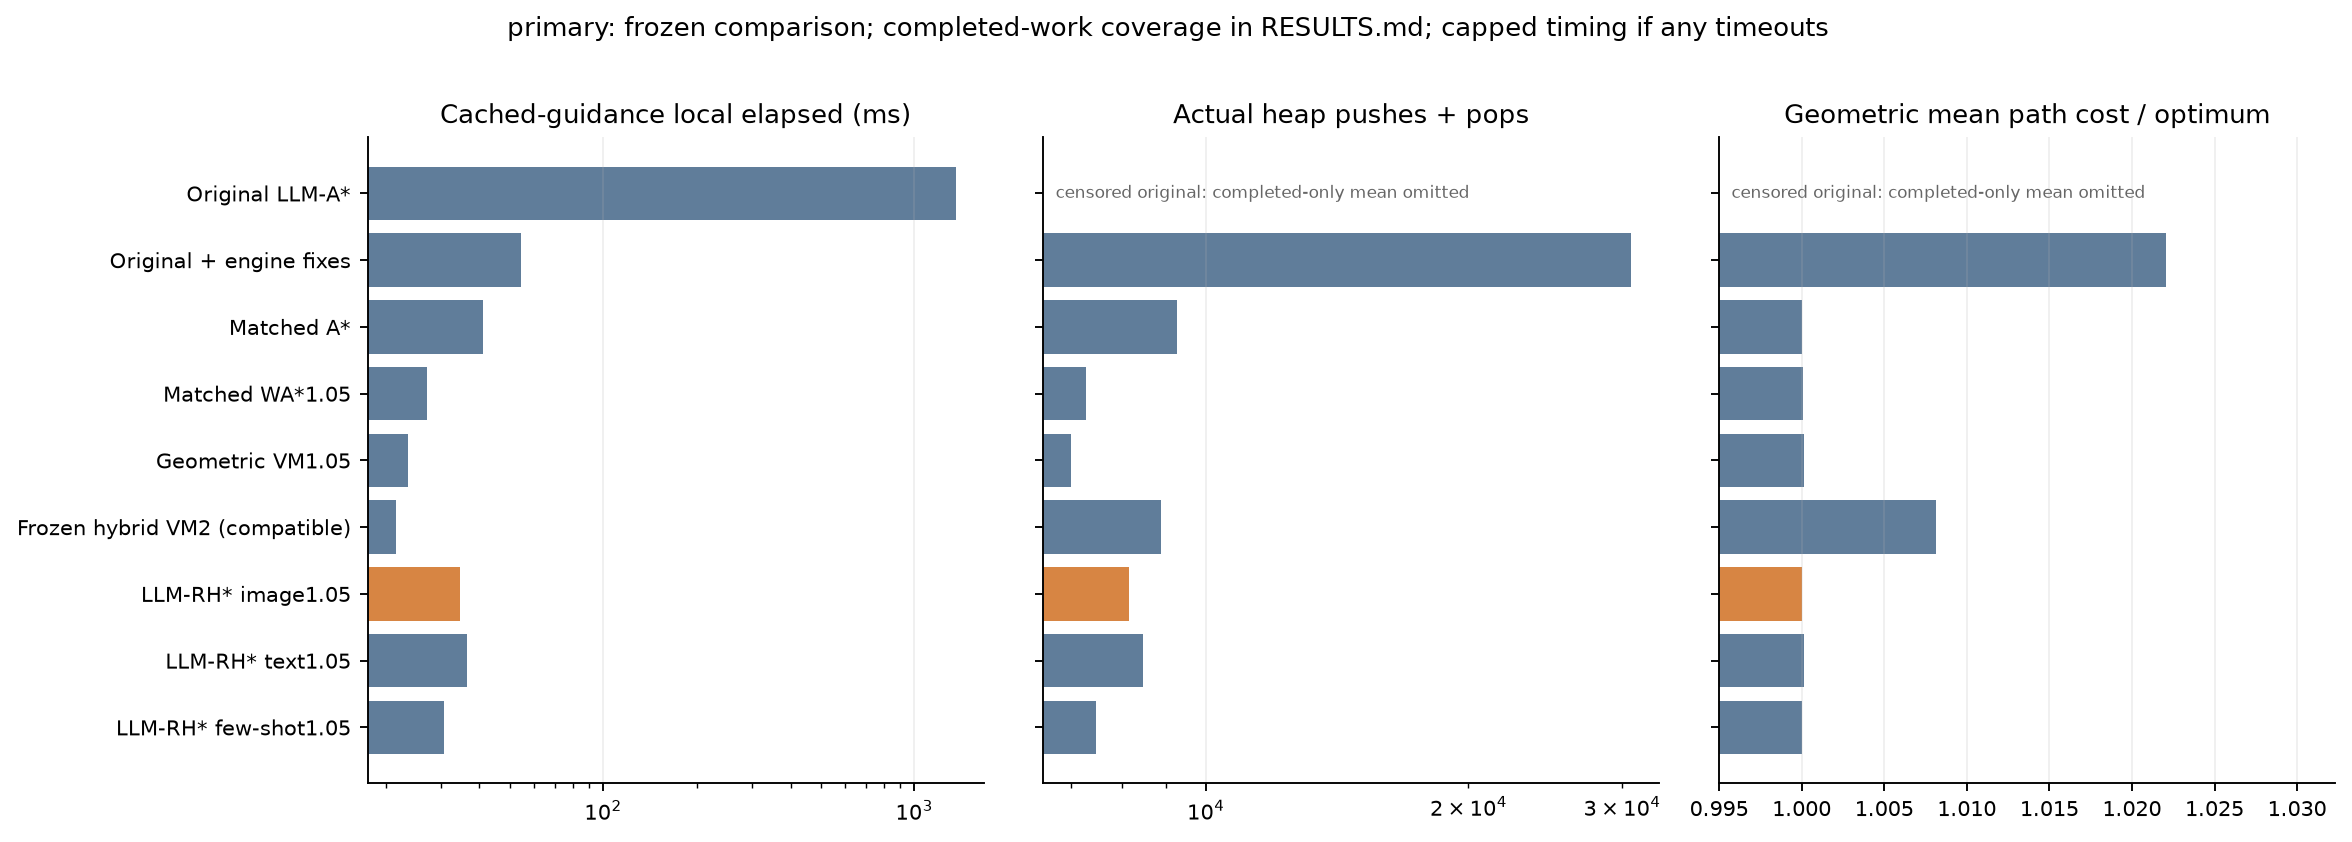 primary: frozen comparison; completed-work coverage in RESULTS.md; capped timing if any timeouts
Cached-guidance local elapsed (ms)
Original LLM-A*
Original + engine fixes
Matched A*
Matched WA*1.05
Geometric VM1.05
Frozen hybrid VM2 (compatible)
LLM-RH* image1.05
LLM-RH* text1.05
LLM-RH* few-shot1.05
10² 10³
Actual heap pushes + pops
censored original: completed-only mean omitted
10⁴ 2 × 10⁴ 3 × 10⁴
Geometric mean path cost / optimum
censored original: completed-only mean omitted
0.995 1.000 1.005 1.010 1.015 1.020 1.025 1.030